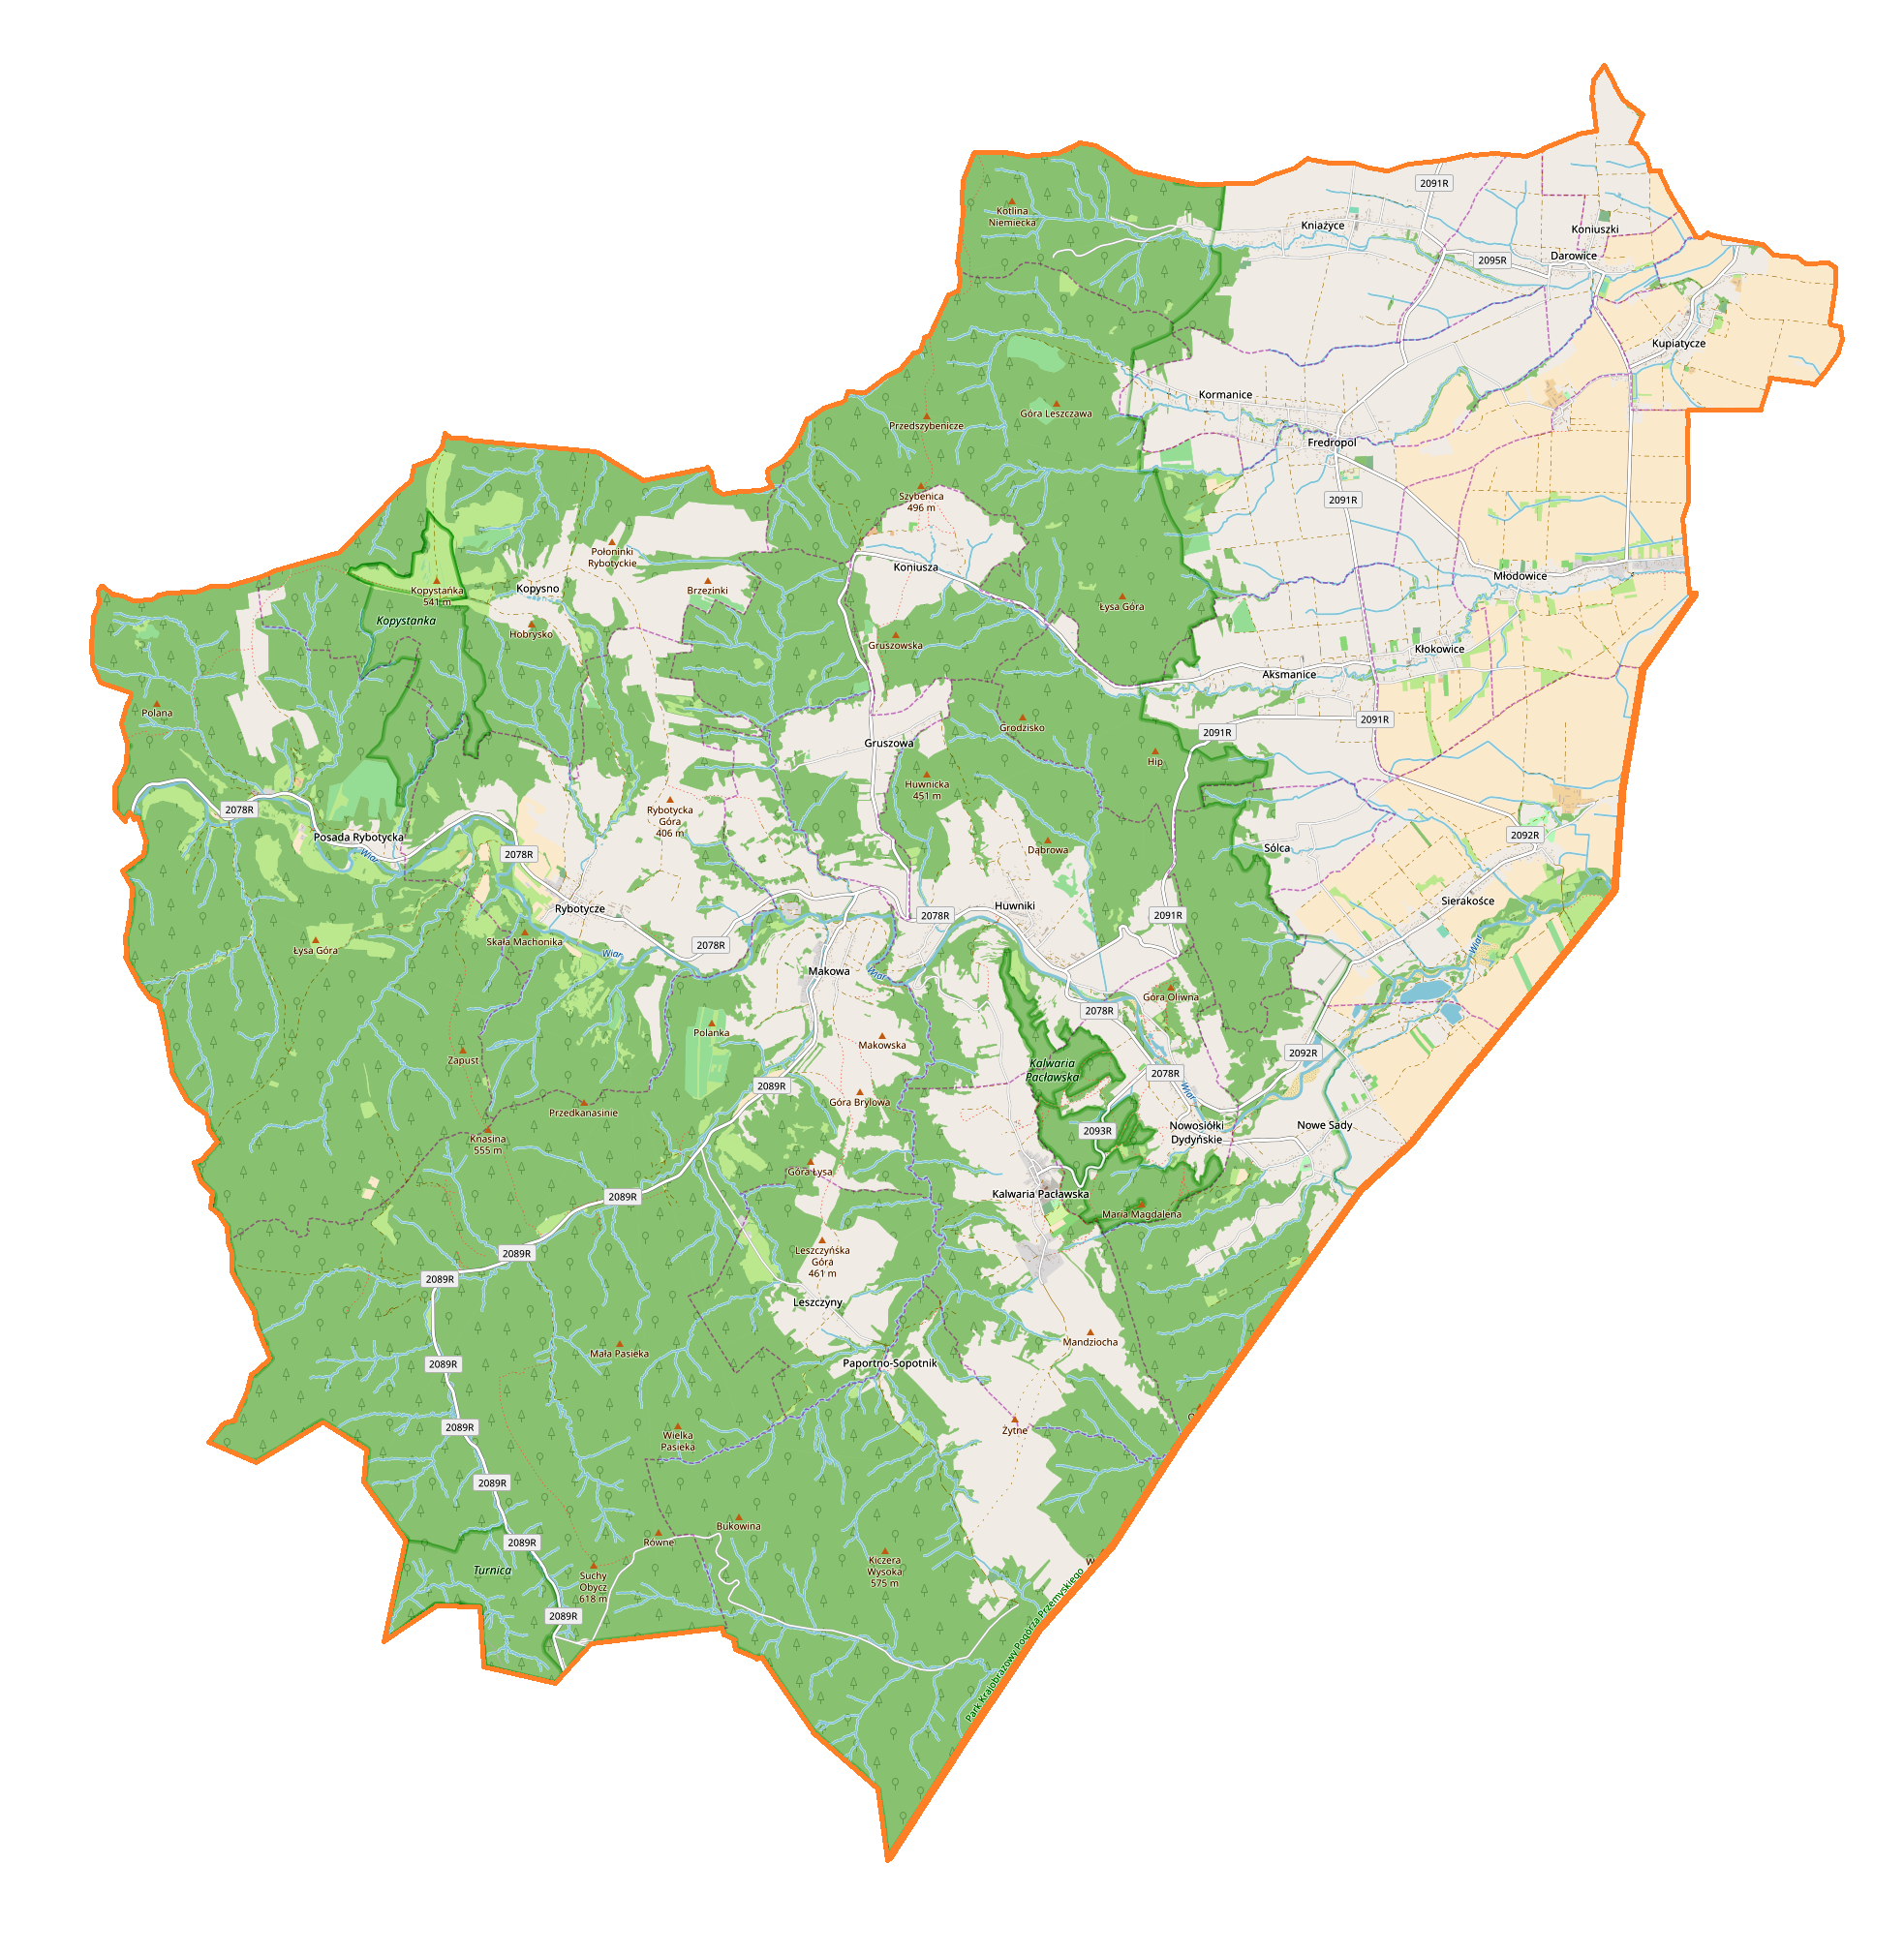 2091R
Kotlina
Niemiecka
Kniażyce
Koniuszki
Darowice
2095R
Kupiatycze
Kormanice
Góra Leszczawa
Przedszybenicze
Fredropol
Szybenica
496 m
2091R
Połoninki
Rybotyckie
Koniusza
Młodowice
Kopystańka
541 m
Kopysno
Brzezinki
Łysa Góra
Kopystanka
Hobrysko
Gruszowska
Kłokowice
Aksmanice
Polana
Grodzisko
2091R
2091R
Gruszowa
Hip
Huwnicka
451 m
2078R
Rybotycka
Góra
406 m
Posada Rybotycka
Wiar
2078R
Dąbrowa
Sólca
2092R
Rybotycze
Huwniki
2078R
2091R
Sierakośce
Skała Machonika
Łysa Góra
2078R
Wiar
Wiar
Makowa
Wiar
Góra Oliwna
2078R
Polanka
Makowska
Zapust
Kalwaria
Pacławska
2092R
2078R
2089R
Wiar
Góra Brylowa
Przedkanasinie
Knasina
555 m
2093R
Nowosiółki
Dydyńskie
Nowe Sady
Góra Łysa
2089R
Kalwaria Pacławska
Maria Magdalena
2089R
Leszczyńska
Góra
461 m
2089R
Leszczyny
Mandziocha
Mała Pasieka
2089R
Paportno-Sopotnik
2089R
Żytne
Wielka
Pasieka
2089R
Bukowina
Równe
2089R
Turnica
Kiczera
Wysoka
575 m
Suchy
Obycz
618 m
2089R
Park Krajobrazowy Pogórza Przemyskiego